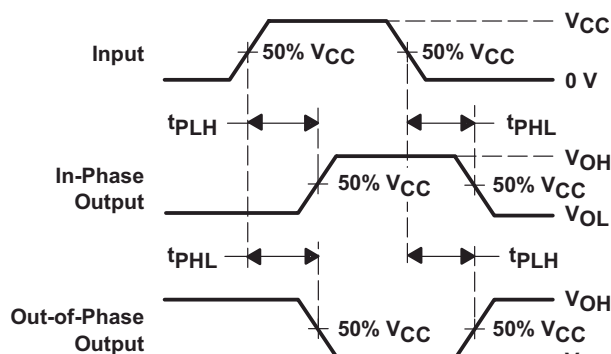 VCC
Input
50% VCC
50% VCC
0 V
tPLH
tPHL
VOH
In-Phase
Output
50% VCC
50% VCC
VOL
tPHL
tPLH
VOH
Out-of-Phase
Output
50% VCC
50% VCC